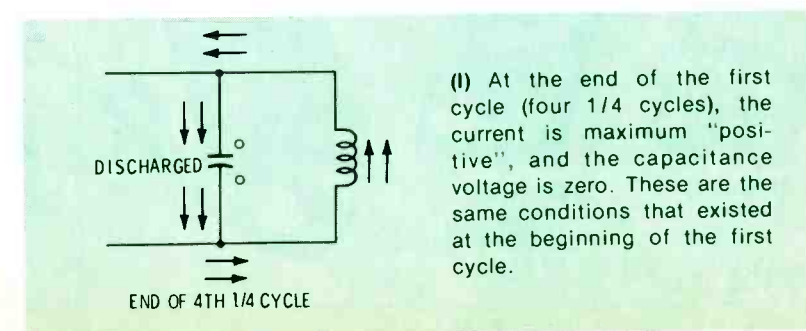 DISCHARGED
END OF 4TH 1/4 CYCLE
(I) At the end of the first
cycle (four 1/4 cycles), the
current is maximum "posi-
tive", and the capacitance
voltage is zero. These are the
same conditions that existed
at the beginning of the first
cycle.